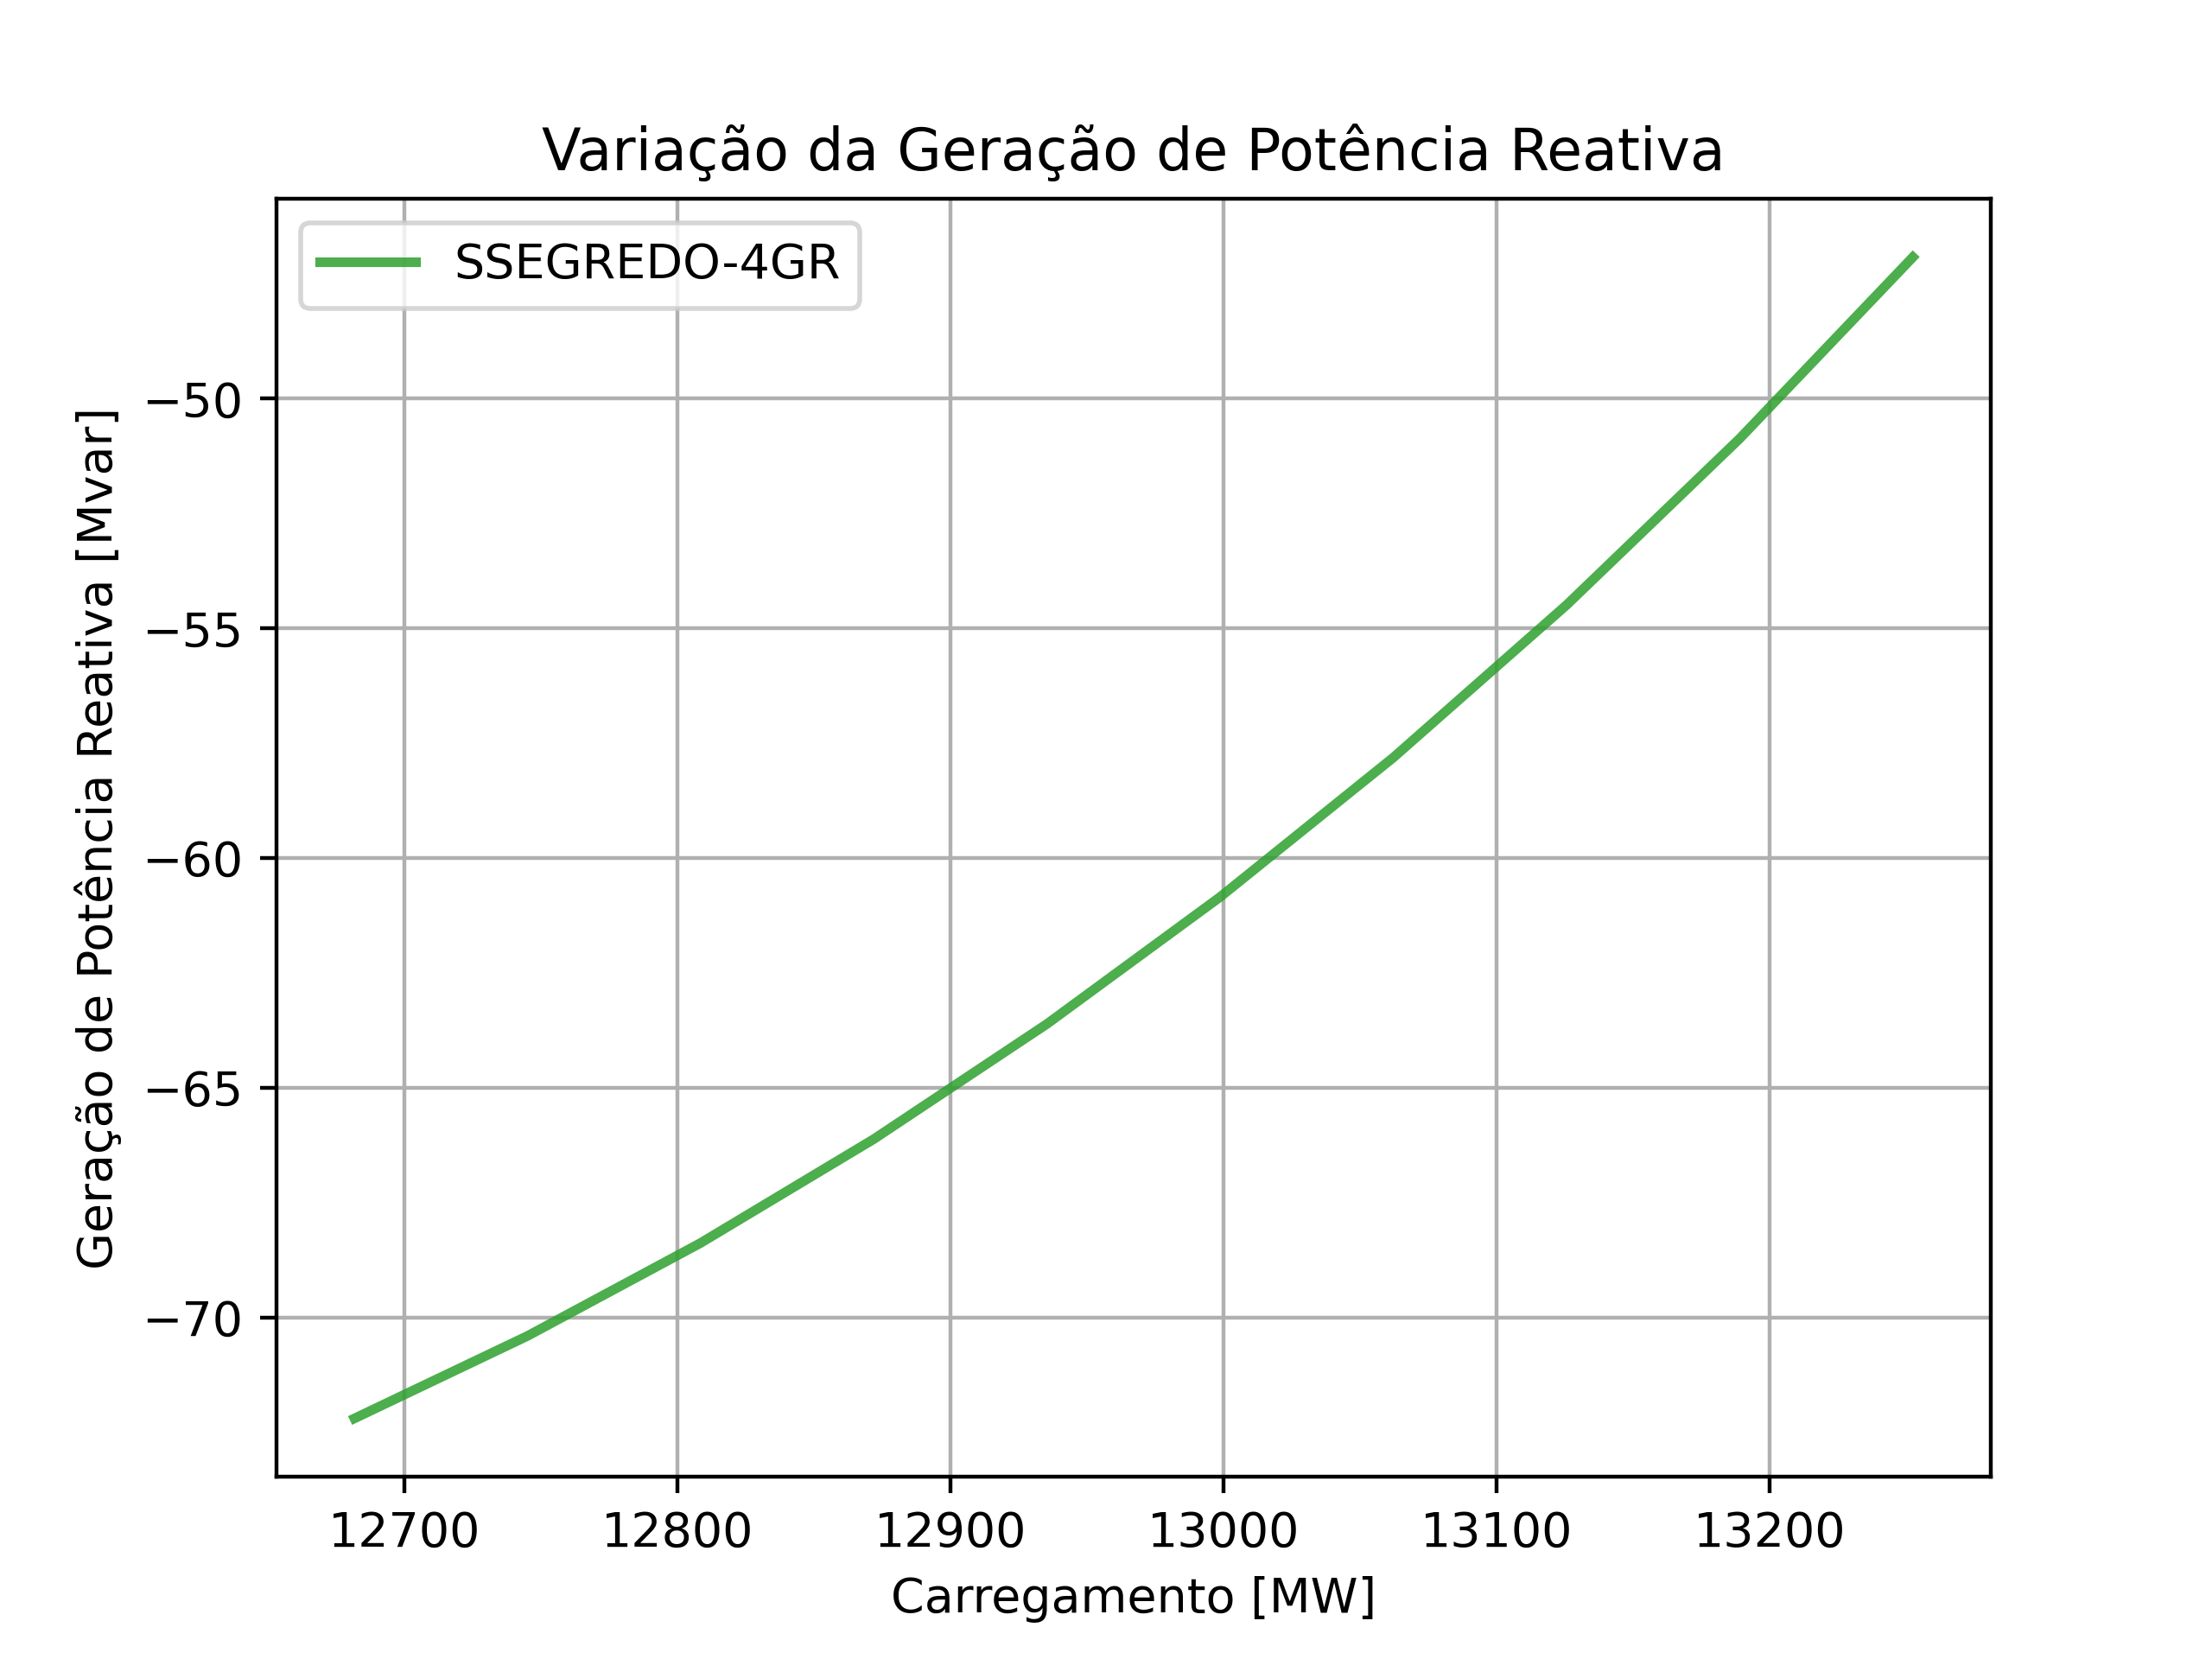 Variação da Geração de Potência Reativa
SSEGREDO-4GR
Geração de Potência Reativa [Mvar]
−50
−55
−60
−65
−70
12700 12800 12900 13000 13100 13200
Carregamento [MW]